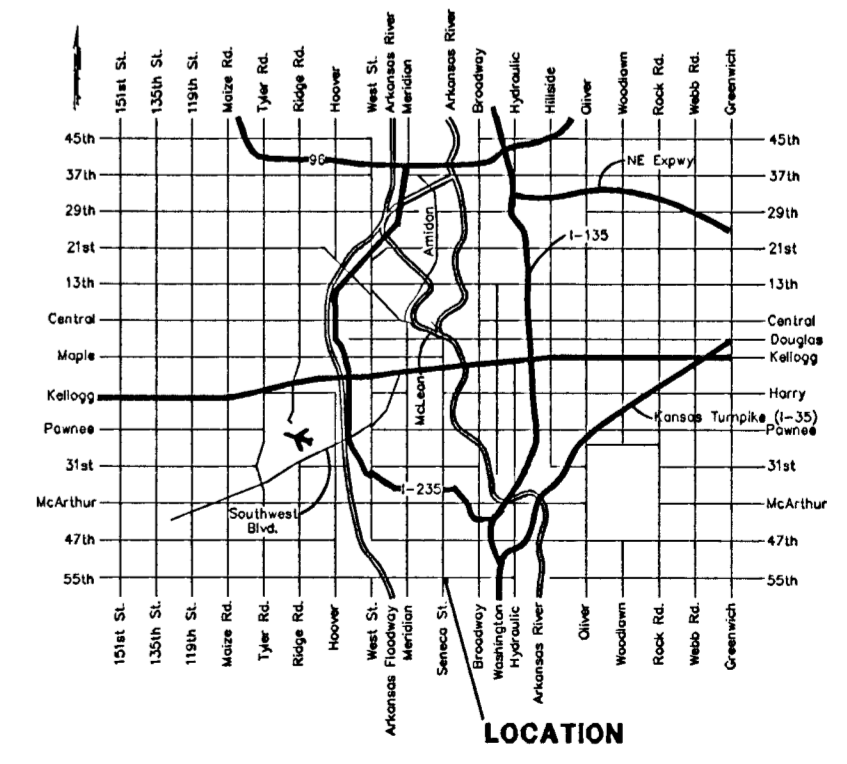 151st St.
135th St.
119th St.
Maize Rd.
Tyler Rd.
Ridge Rd.
Hoover
West St.
Arkansas River
Meridian
Arkansas River
Broadway
Hydraulic
Hillside
Oliver
Woodlawn
Rock Rd.
Webb Rd.
Greenwich
45th
37th
29th
21st
13th
Central
Maple
Kellogg
Pawnee
31st
McArthur
47th
55th
45th
37th
29th
21st
13th
Central
Douglas
Kellogg
Harry
Pawnee
31st
McArthur
47th
55th
96
NE Expwy
I-135
Amidon
McLean
Kansas Turnpike (I-35)
I-235
Southwest
Blvd.
151st St.
135th St.
119th St.
Maize Rd.
Tyler Rd.
Ridge Rd.
Hoover
West St.
Arkansas Floodway
Meridian
Seneca St.
Broadway
Washington
Hydraulic
Arkansas River
Oliver
Woodlawn
Rock Rd.
Webb Rd.
Greenwich
LOCATION